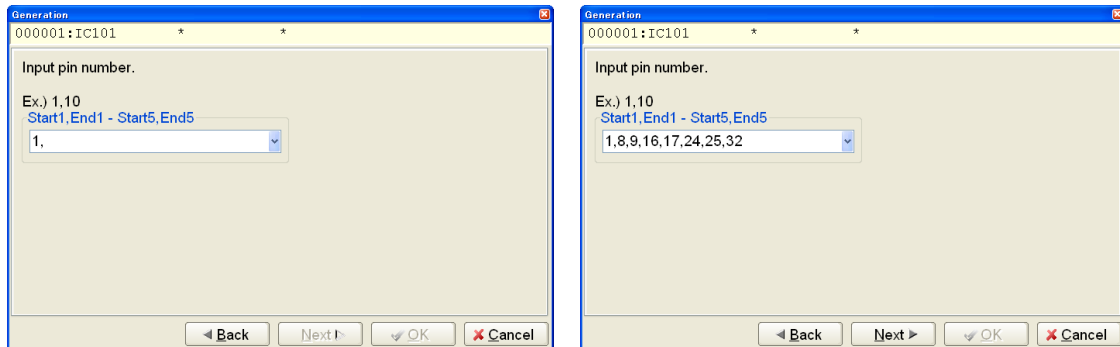 Generation
000001:IC101 * *
Input pin number.
Ex.) 1,10
Start1,End1 - Start5,End5
1,
Back Next OK Cancel
Generation
000001:IC101 * *
Input pin number.
Ex.) 1,10
Start1,End1 - Start5,End5
1,8,9,16,17,24,25,32
Back Next OK Cancel